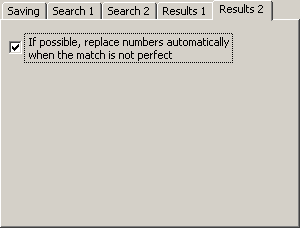 Saving Search 1 Search 2 Results 1 Results 2
If possible, replace numbers automatically
when the match is not perfect